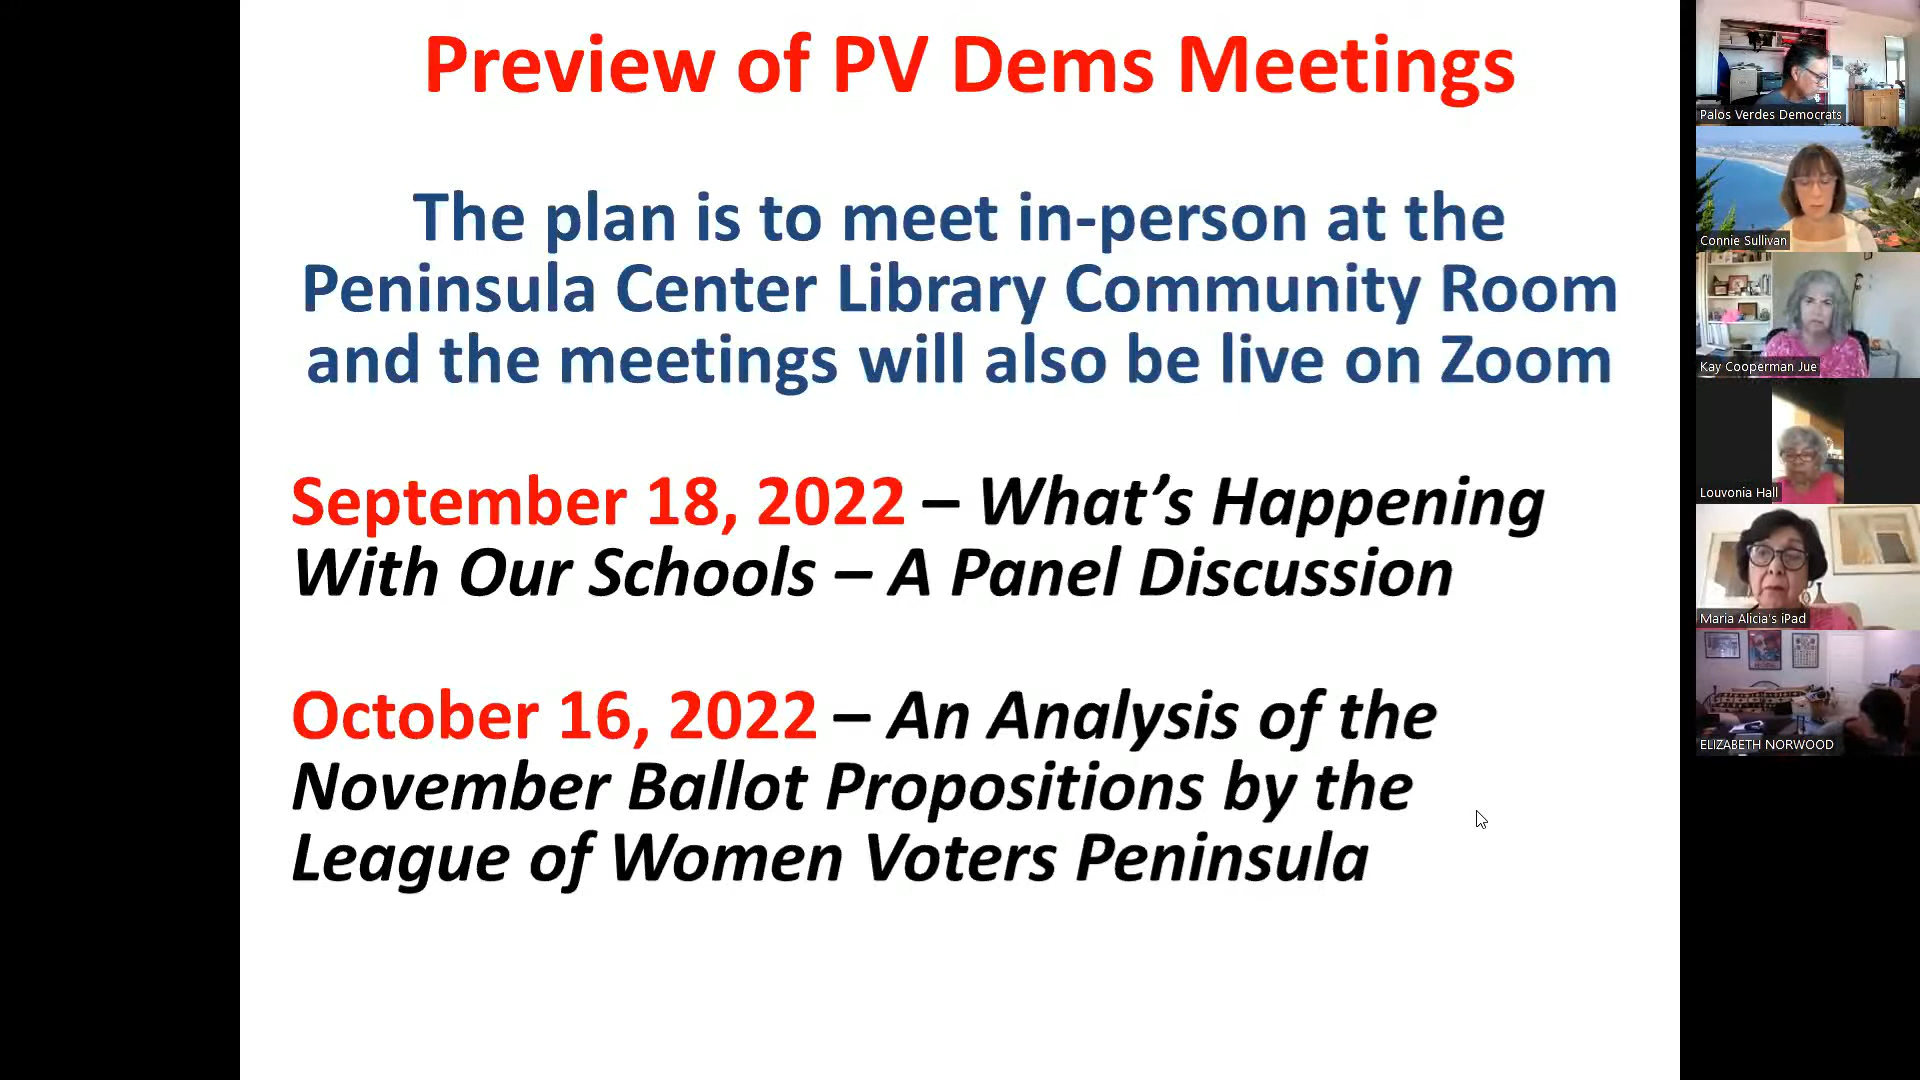 Preview of PV Dems Meetings
The plan is to meet in-person at the
Peninsula Center Library Community Room
and the meetings will also be live on Zoom
September 18, 2022 – What’s Happening
With Our Schools – A Panel Discussion
October 16, 2022 – An Analysis of the
November Ballot Propositions by the
League of Women Voters Peninsula
Palos Verdes Democrats
Connie Sullivan
Kay Cooperman Jue
Louvonia Hall
Maria Alicia's iPad
ELIZABETH NORWOOD